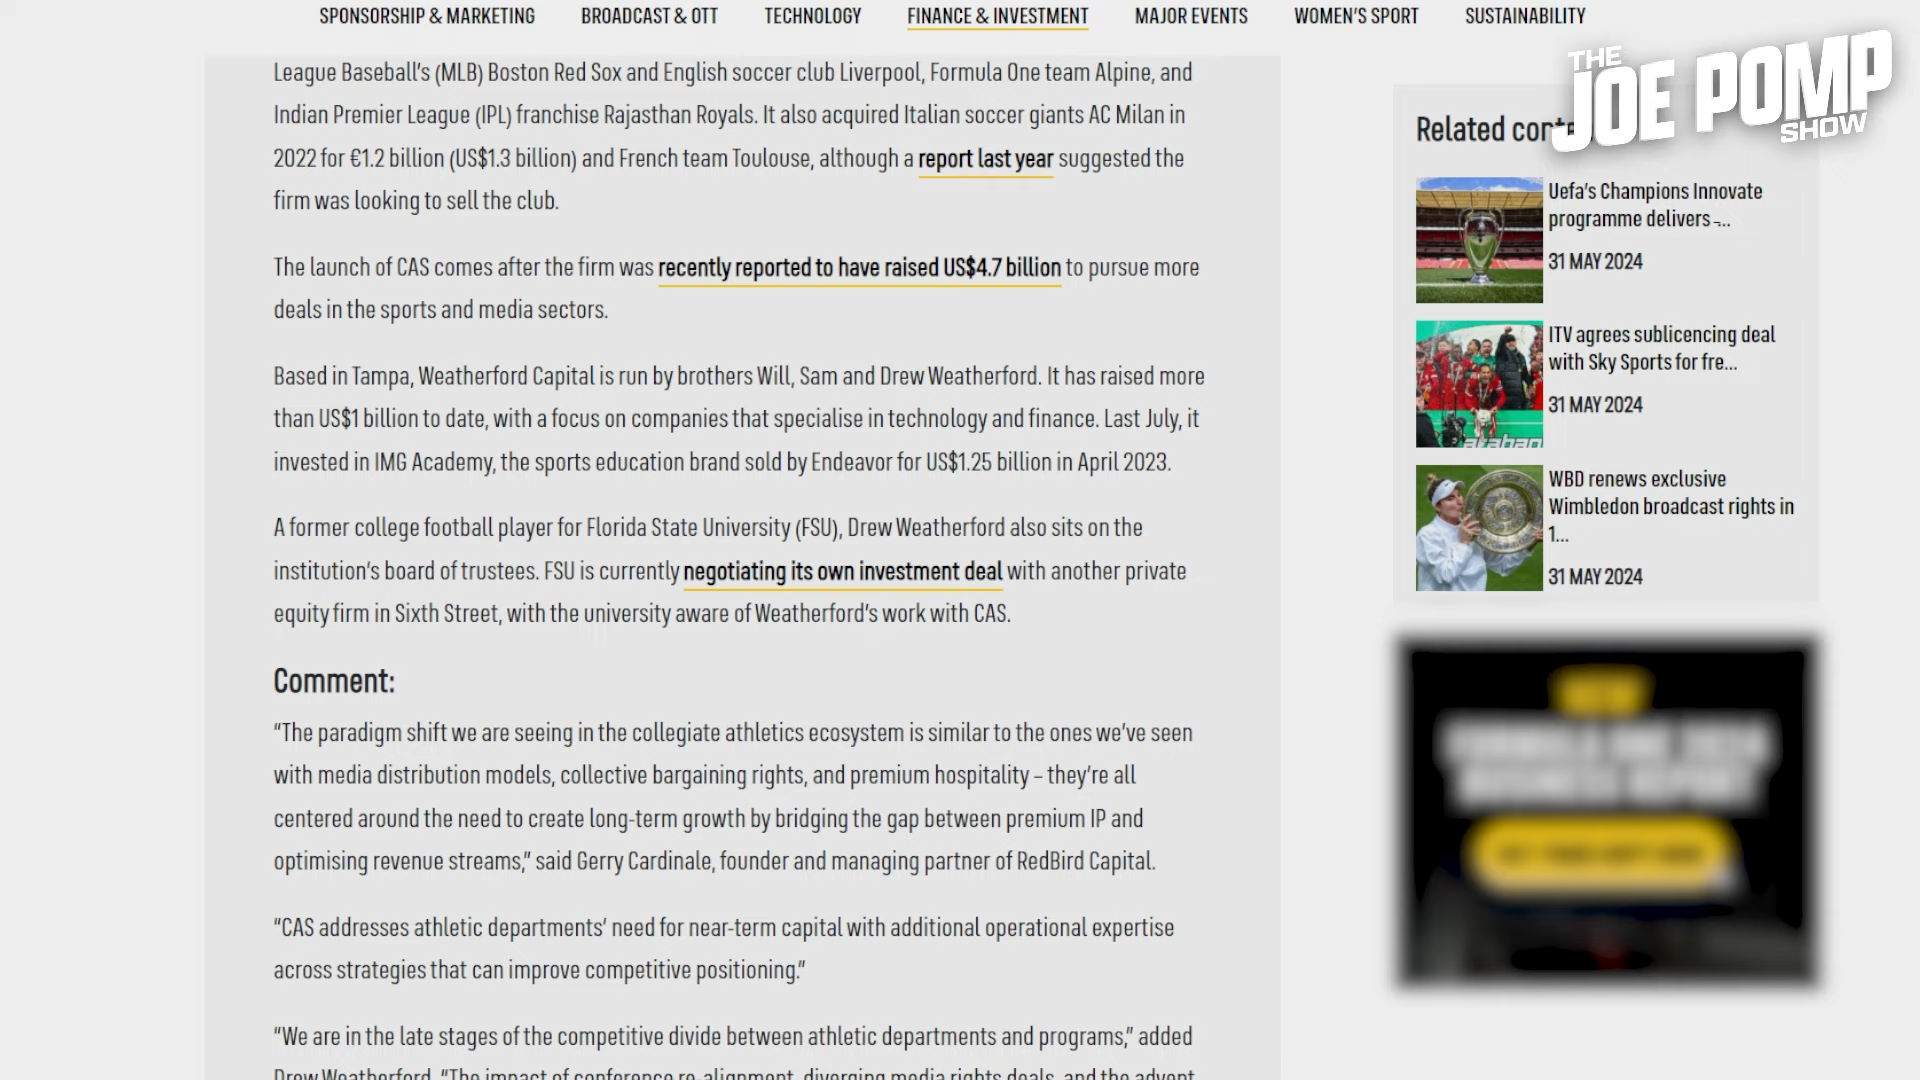 SPONSORSHIP & MARKETING BROADCAST & OTT TECHNOLOGY FINANCE & INVESTMENT MAJOR EVENTS WOMEN'S SPORT SUSTAINABILITY
THE
JOE POMP
SHOW
League Baseball's (MLB) Boston Red Sox and English soccer club Liverpool, Formula One team Alpine, and
Indian Premier League (IPL) franchise Rajasthan Royals. It also acquired Italian soccer giants AC Milan in
2022 for €1.2 billion (US$1.3 billion) and French team Toulouse, although a report last year suggested the
firm was looking to sell the club.
The launch of CAS comes after the firm was recently reported to have raised US$4.7 billion to pursue more
deals in the sports and media sectors.
Based in Tampa, Weatherford Capital is run by brothers Will, Sam and Drew Weatherford. It has raised more
than US$1 billion to date, with a focus on companies that specialise in technology and finance. Last July, it
invested in IMG Academy, the sports education brand sold by Endeavor for US$1.25 billion in April 2023.
A former college football player for Florida State University (FSU), Drew Weatherford also sits on the
institution's board of trustees. FSU is currently negotiating its own investment deal with another private
equity firm in Sixth Street, with the university aware of Weatherford's work with CAS.
Comment:
“The paradigm shift we are seeing in the collegiate athletics ecosystem is similar to the ones we've seen
with media distribution models, collective bargaining rights, and premium hospitality – they're all
centered around the need to create long-term growth by bridging the gap between premium IP and
optimising revenue streams,” said Gerry Cardinale, founder and managing partner of RedBird Capital.
“CAS addresses athletic departments' need for near-term capital with additional operational expertise
across strategies that can improve competitive positioning.”
“We are in the late stages of the competitive divide between athletic departments and programs,” added
Drew Weatherford. “The impact of conference re-alignment, diverging media rights deals, and the advent
Related conte
Uefa's Champions Innovate
programme delivers –...
31 MAY 2024
ITV agrees sublicencing deal
with Sky Sports for fre...
31 MAY 2024
WBD renews exclusive
Wimbledon broadcast rights in
1...
31 MAY 2024